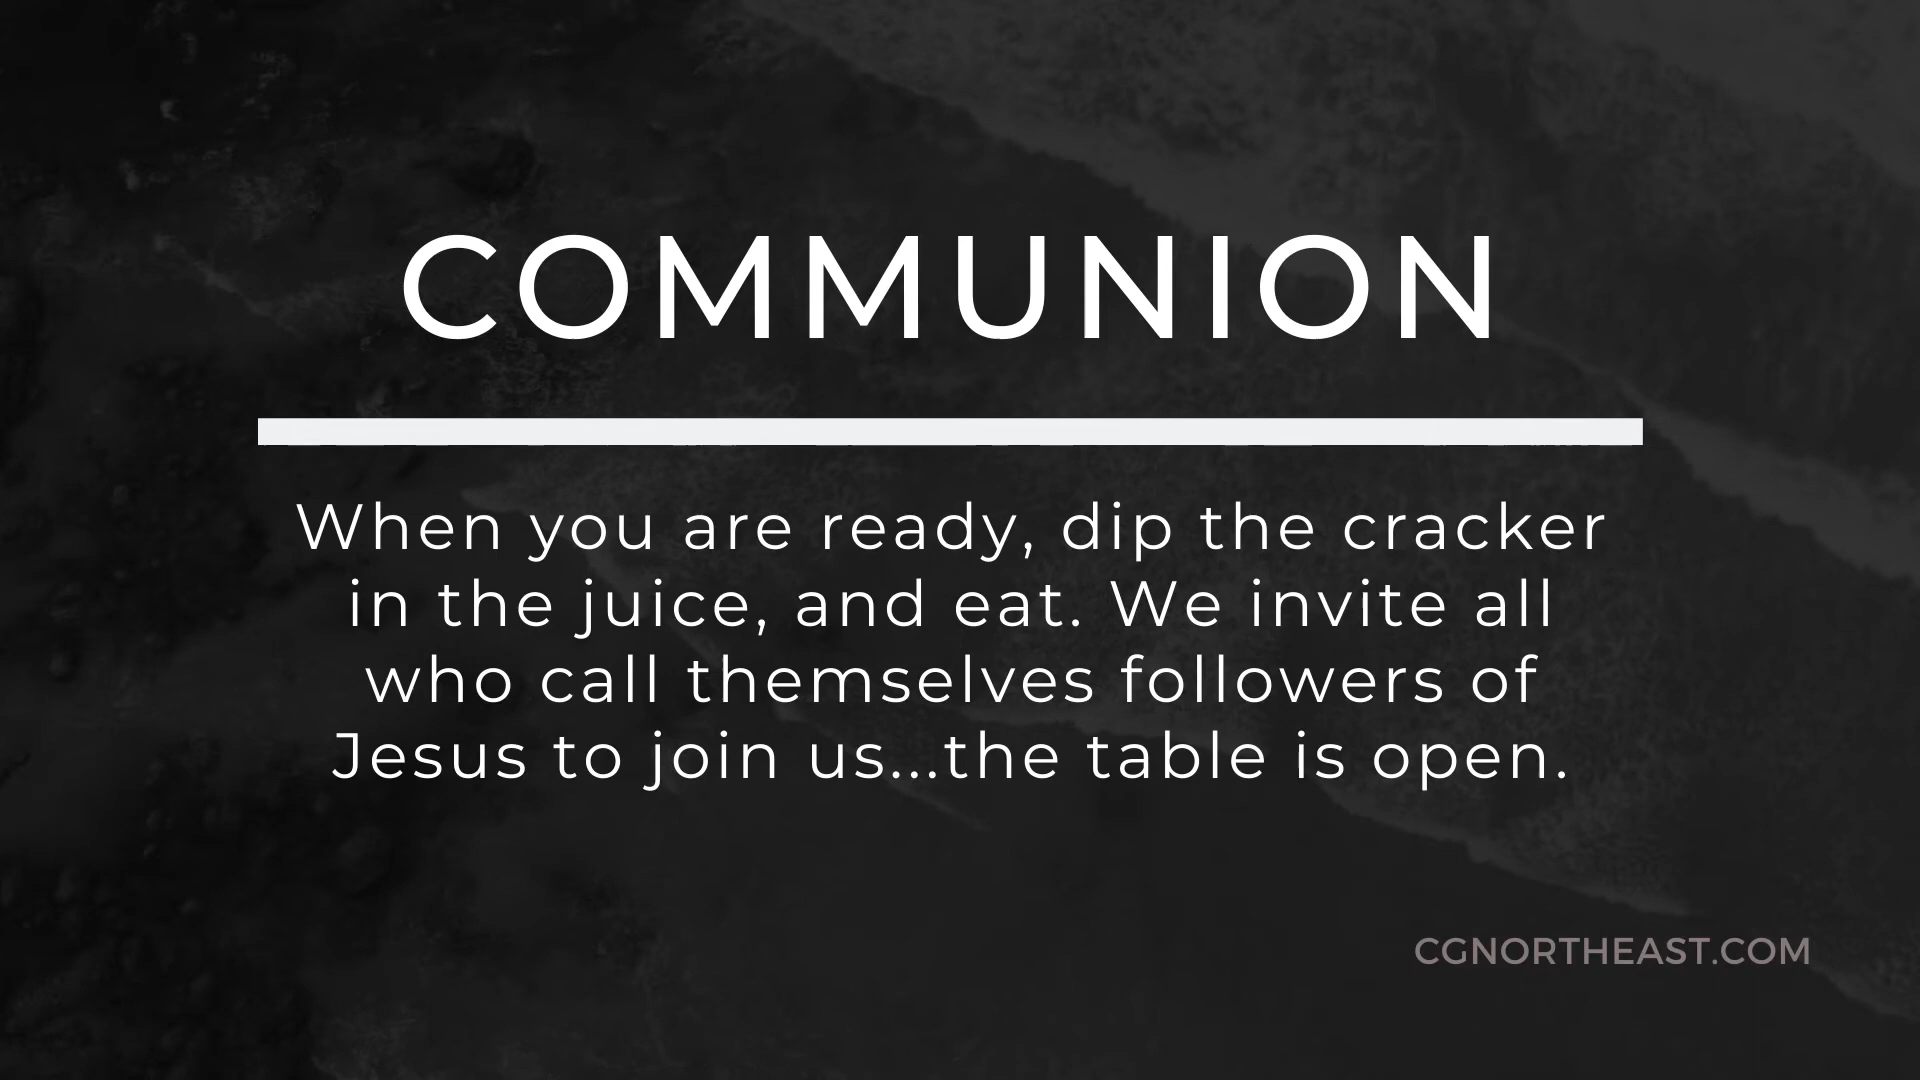 COMMUNION
When you are ready, dip the cracker
in the juice, and eat. We invite all
who call themselves followers of
Jesus to join us...the table is open.
CGNORTHEAST.COM